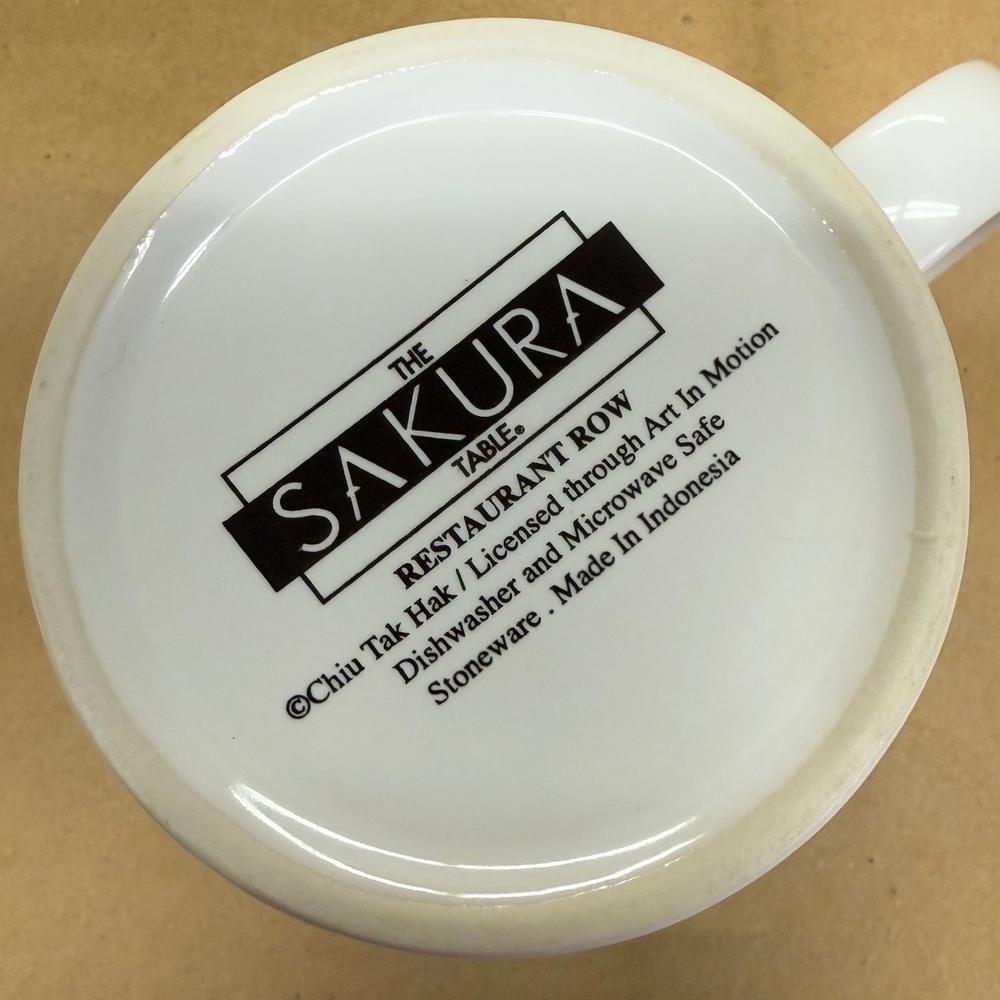 THE
SAKURA
TABLE®
RESTAURANT ROW
©Chiu Tak Hak / Licensed through Art In Motion
Dishwasher and Microwave Safe
Stoneware . Made In Indonesia